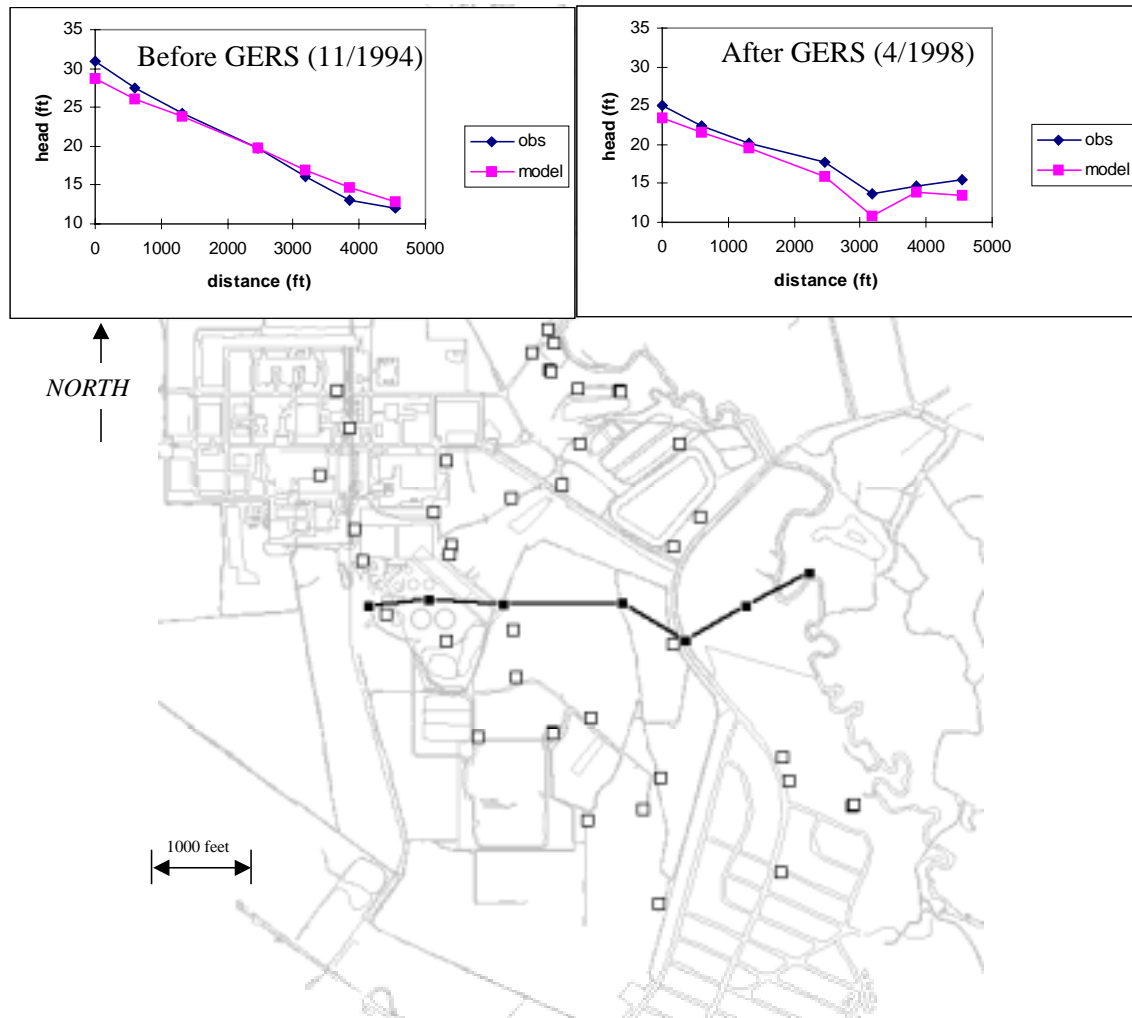 Before GERS (11/1994)
35
30
25
20
15
10
head (ft)
0 1000 2000 3000 4000 5000
distance (ft)
obs
model
After GERS (4/1998)
35
30
25
20
15
10
head (ft)
0 1000 2000 3000 4000 5000
distance (ft)
obs
model
NORTH
1000 feet